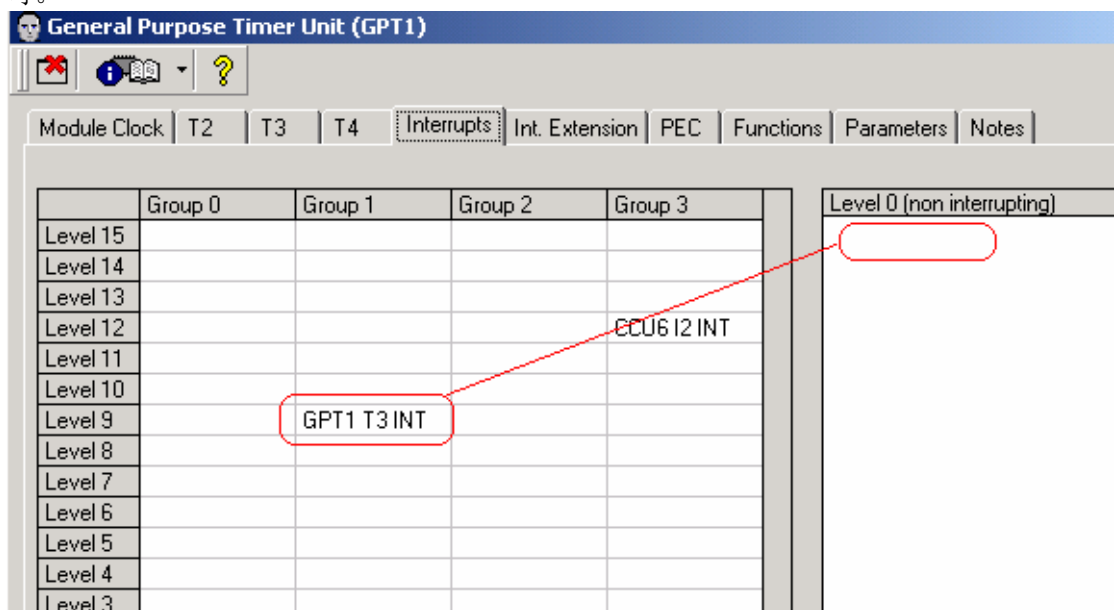 General Purpose Timer Unit (GPT1)
Module Clock T2 T3 T4 Interrupts Int. Extension PEC Functions Parameters Notes
Group 0 Group 1 Group 2 Group 3 Level 0 (non interrupting)
Level 15
Level 14
Level 13
Level 12 CCU6 I2 INT
Level 11
Level 10
Level 9 GPT1 T3 INT
Level 8
Level 7
Level 6
Level 5
Level 4
Level 3